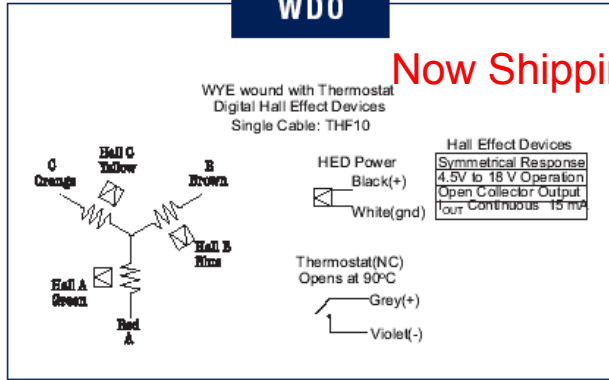 WDO
Now Shippi
WYE wound with Thermostat
Digital Hall Effect Devices
Single Cable: THF10
Hall Effect Devices
Symmetrical Response
4.5V to 18 V Operation
Open Collector Output
IOUT Continuous 15 mA
HED Power
Black(+)
White(gnd)
C
Orange
Hall C
Yellow
B
Brown
Hall B
Blue
Hall A
Green
Red
A
Thermostat(NC)
Opens at 90ºC
Grey(+)
Violet(-)